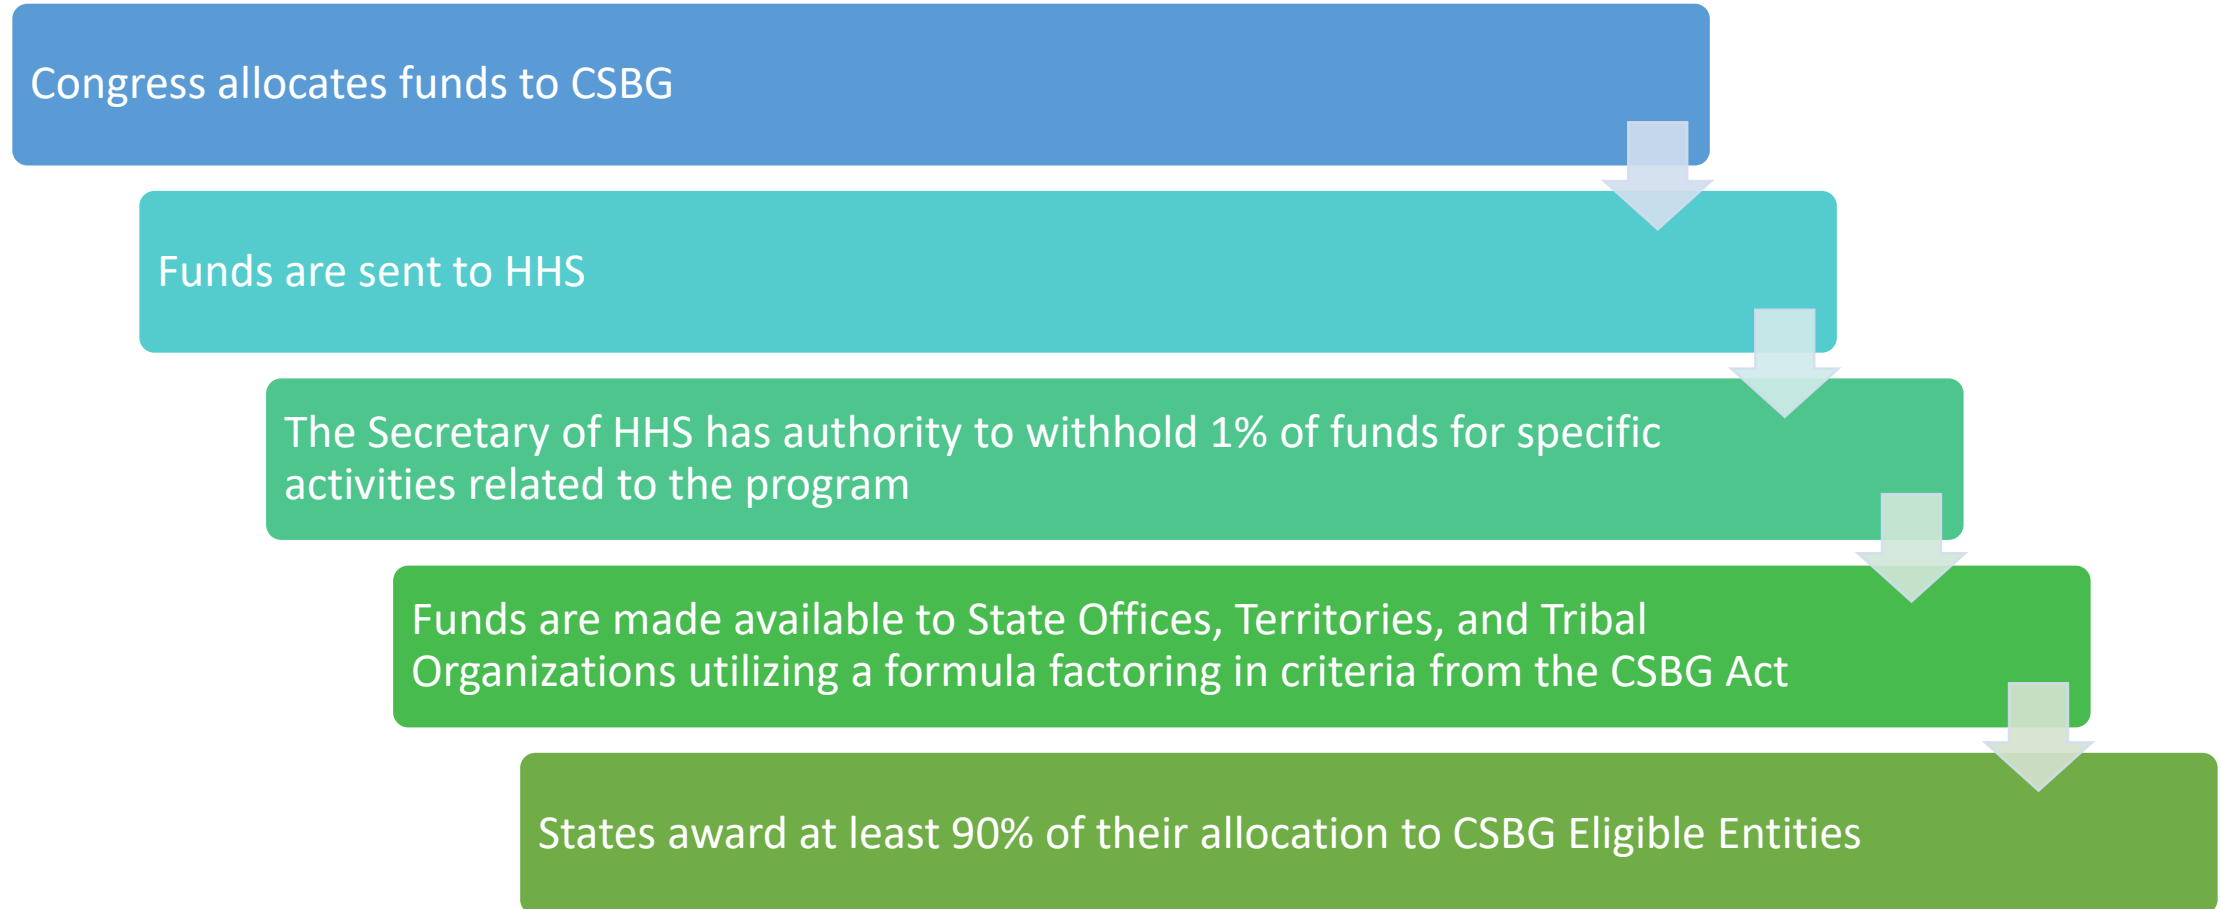 Congress allocates funds to CSBG
Funds are sent to HHS
The Secretary of HHS has authority to withhold 1% of funds for specific
activities related to the program
Funds are made available to State Offices, Territories, and Tribal
Organizations utilizing a formula factoring in criteria from the CSBG Act
States award at least 90% of their allocation to CSBG Eligible Entities